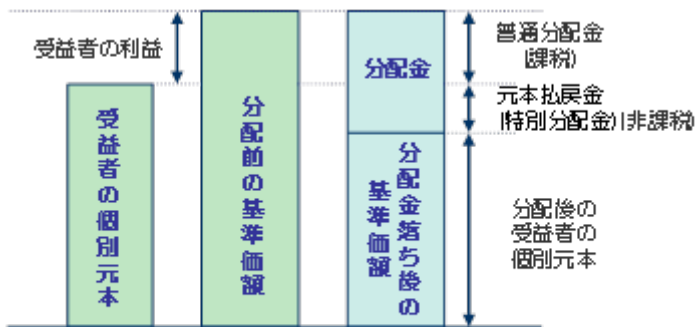 受益者の利益
受益者の個別元本
分配前の基準価額
分配金
分配金落ち後の
基準価額
普通分配金
(課税)
元本払戻金
(特別分配金)(非課税)
分配後の
受益者の
個別元本